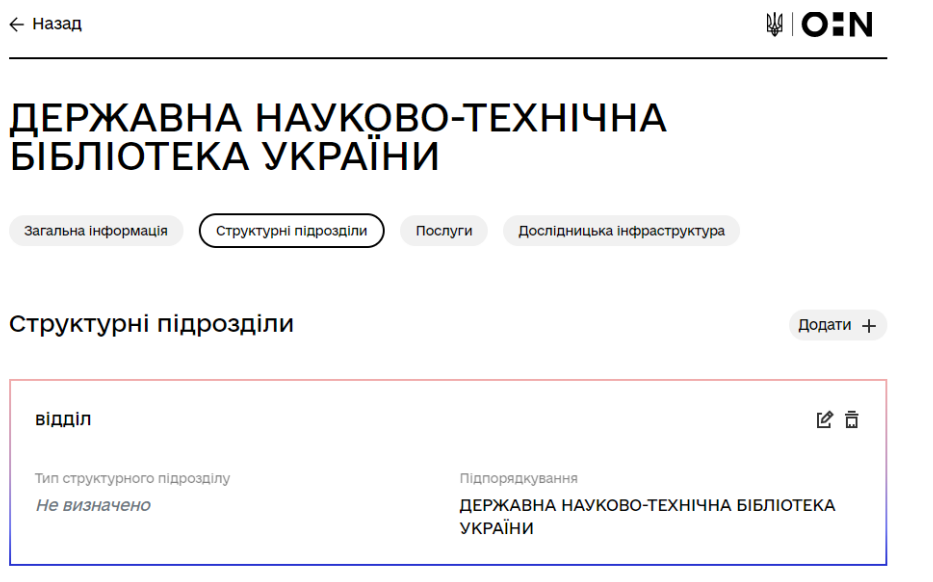 ← Назад
O:N
ДЕРЖАВНА НАУКОВО-ТЕХНІЧНА
БІБЛІОТЕКА УКРАЇНИ
Загальна інформація Структурні підрозділи Послуги Дослідницька інфраструктура
Структурні підрозділи
Додати +
відділ
Тип структурного підрозділу
Не визначено
Підпорядкування
ДЕРЖАВНА НАУКОВО-ТЕХНІЧНА БІБЛІОТЕКА
УКРАЇНИ